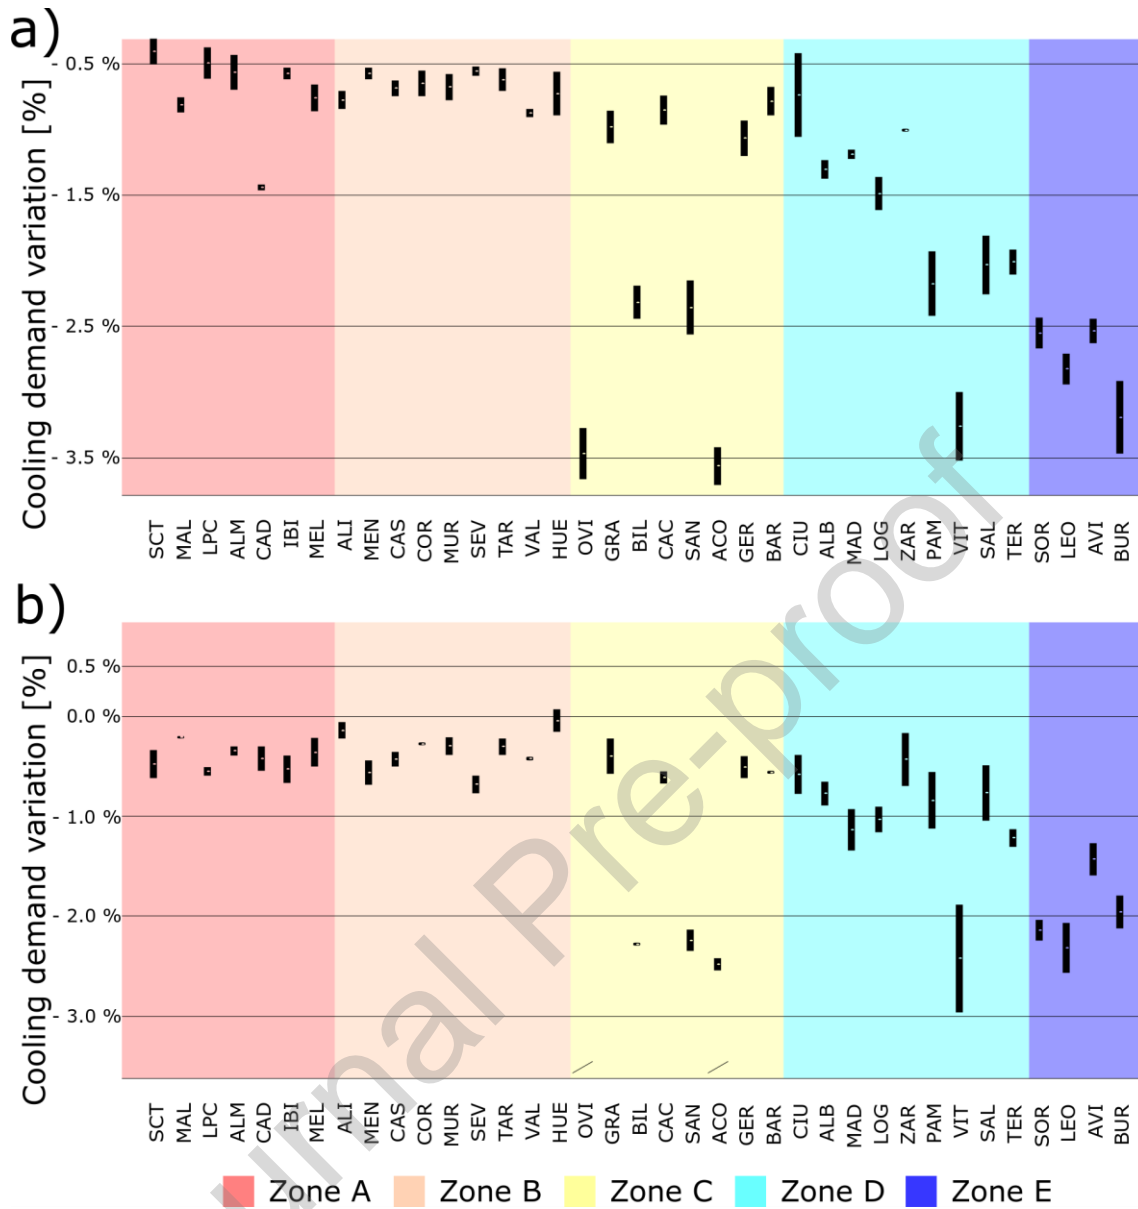 a)
Cooling demand variation [%]
- 0.5 %
- 1.5 %
- 2.5 %
- 3.5 %
SCT MAL LPC ALM CAD IBI MEL ALI MEN CAS COR MUR SEV TAR VAL HUE OVI GRA BIL CAC SAN ACO GER BAR CIU ALB MAD LOG ZAR PAM VIT SAL TER SOR LEO AVI BUR
b)
Cooling demand variation [%]
0.5 %
0.0 %
- 1.0 %
- 2.0 %
- 3.0 %
SCT MAL LPC ALM CAD IBI MEL ALI MEN CAS COR MUR SEV TAR VAL HUE OVI GRA BIL CAC SAN ACO GER BAR CIU ALB MAD LOG ZAR PAM VIT SAL TER SOR LEO AVI BUR
Zone A Zone B Zone C Zone D Zone E
urnal Pre-proof